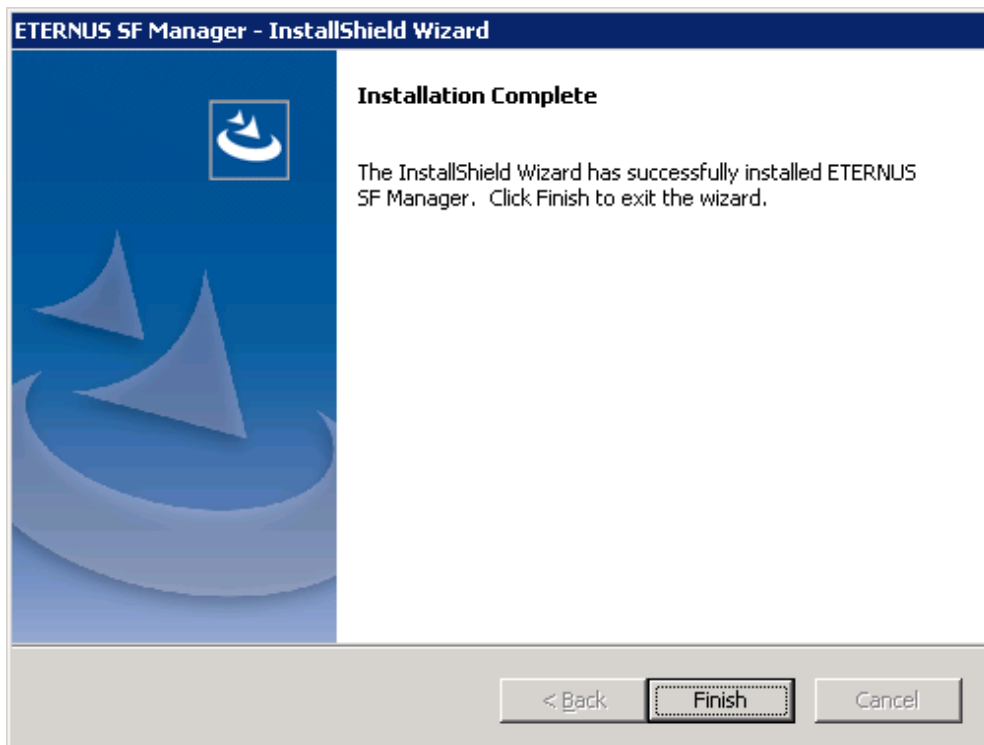 ETERNUS SF Manager - InstallShield Wizard
Installation Complete
The InstallShield Wizard has successfully installed ETERNUS
SF Manager. Click Finish to exit the wizard.
< Back Finish Cancel